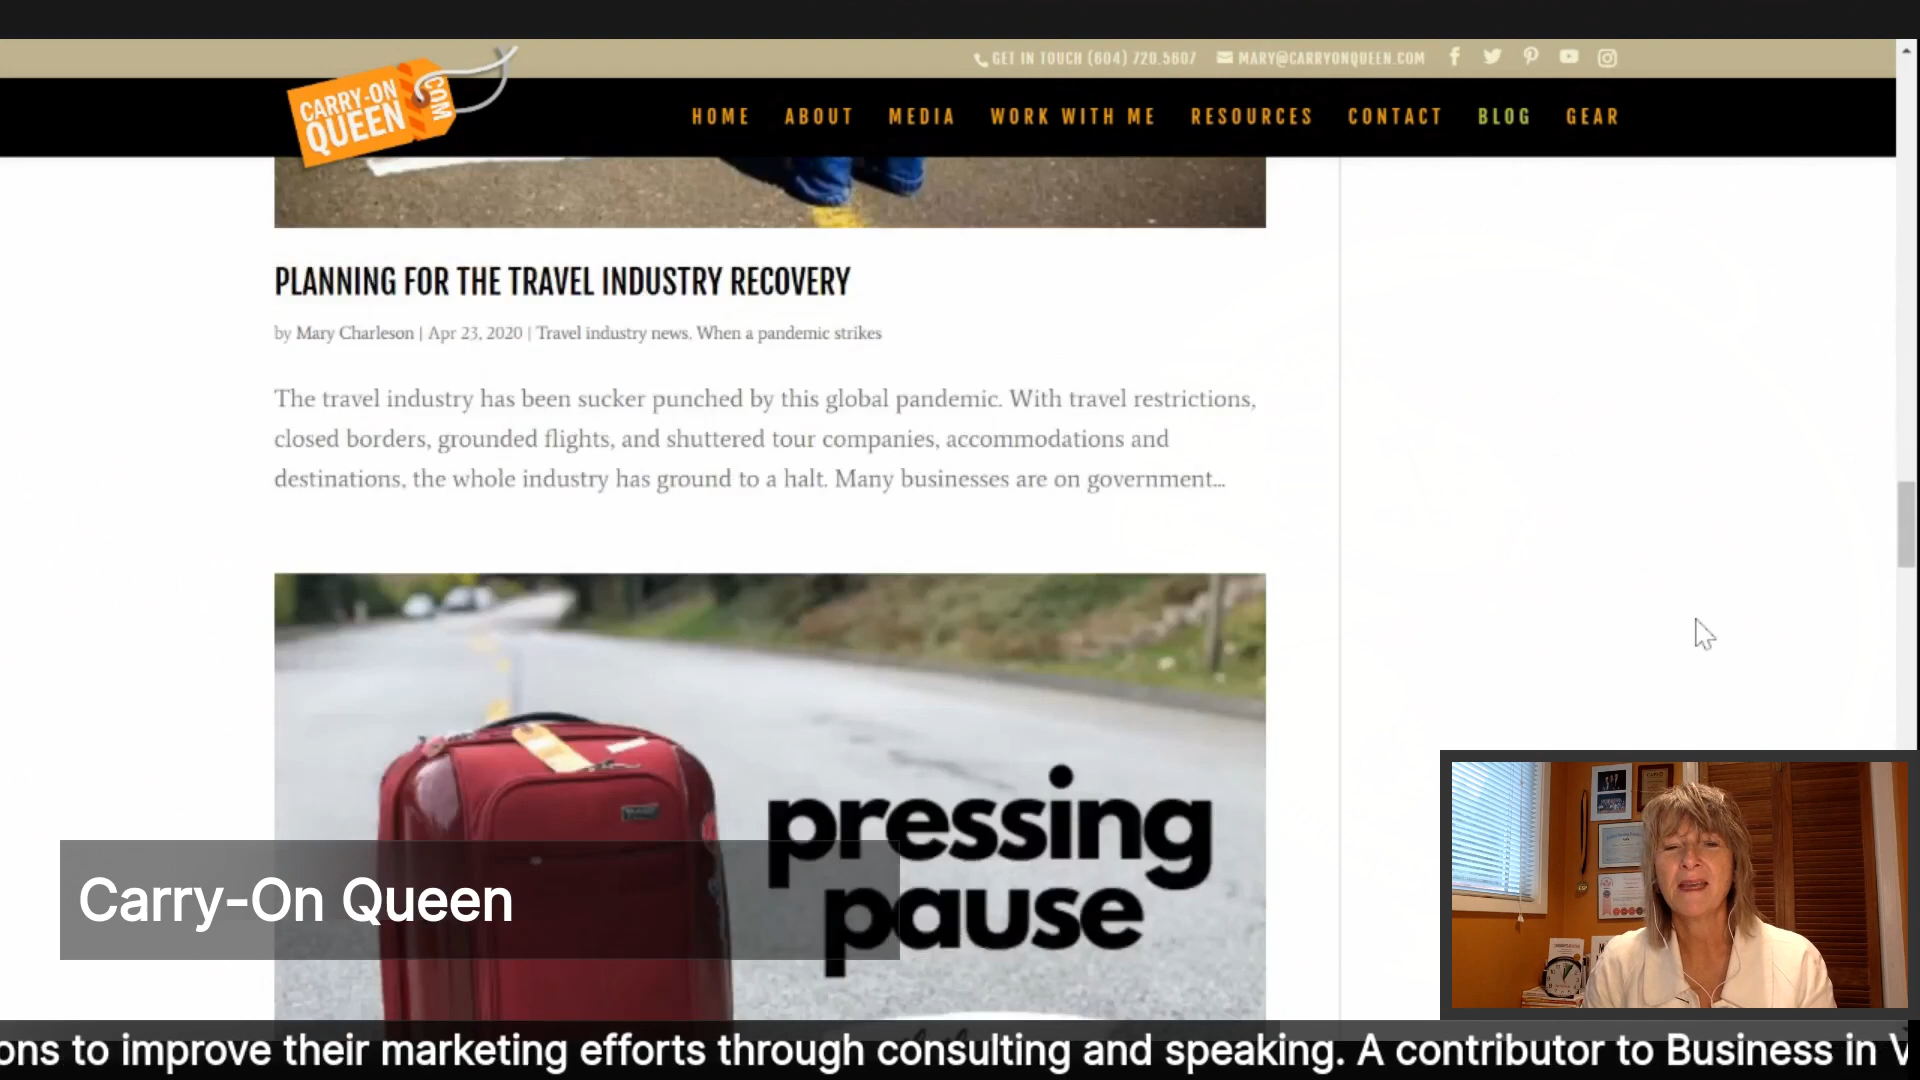 GET IN TOUCH (604) 720.5607 MARY@CARRYONQUEEN.COM
CARRY-ON
QUEEN
.COM
HOME ABOUT MEDIA WORK WITH ME RESOURCES CONTACT BLOG GEAR
PLANNING FOR THE TRAVEL INDUSTRY RECOVERY
by Mary Charleson | Apr 23, 2020 | Travel industry news, When a pandemic strikes
The travel industry has been sucker punched by this global pandemic. With travel restrictions,
closed borders, grounded flights, and shuttered tour companies, accommodations and
destinations, the whole industry has ground to a halt. Many businesses are on government...
pressing
pause
Carry-On Queen
ons to improve their marketing efforts through consulting and speaking. A contributor to Business in V